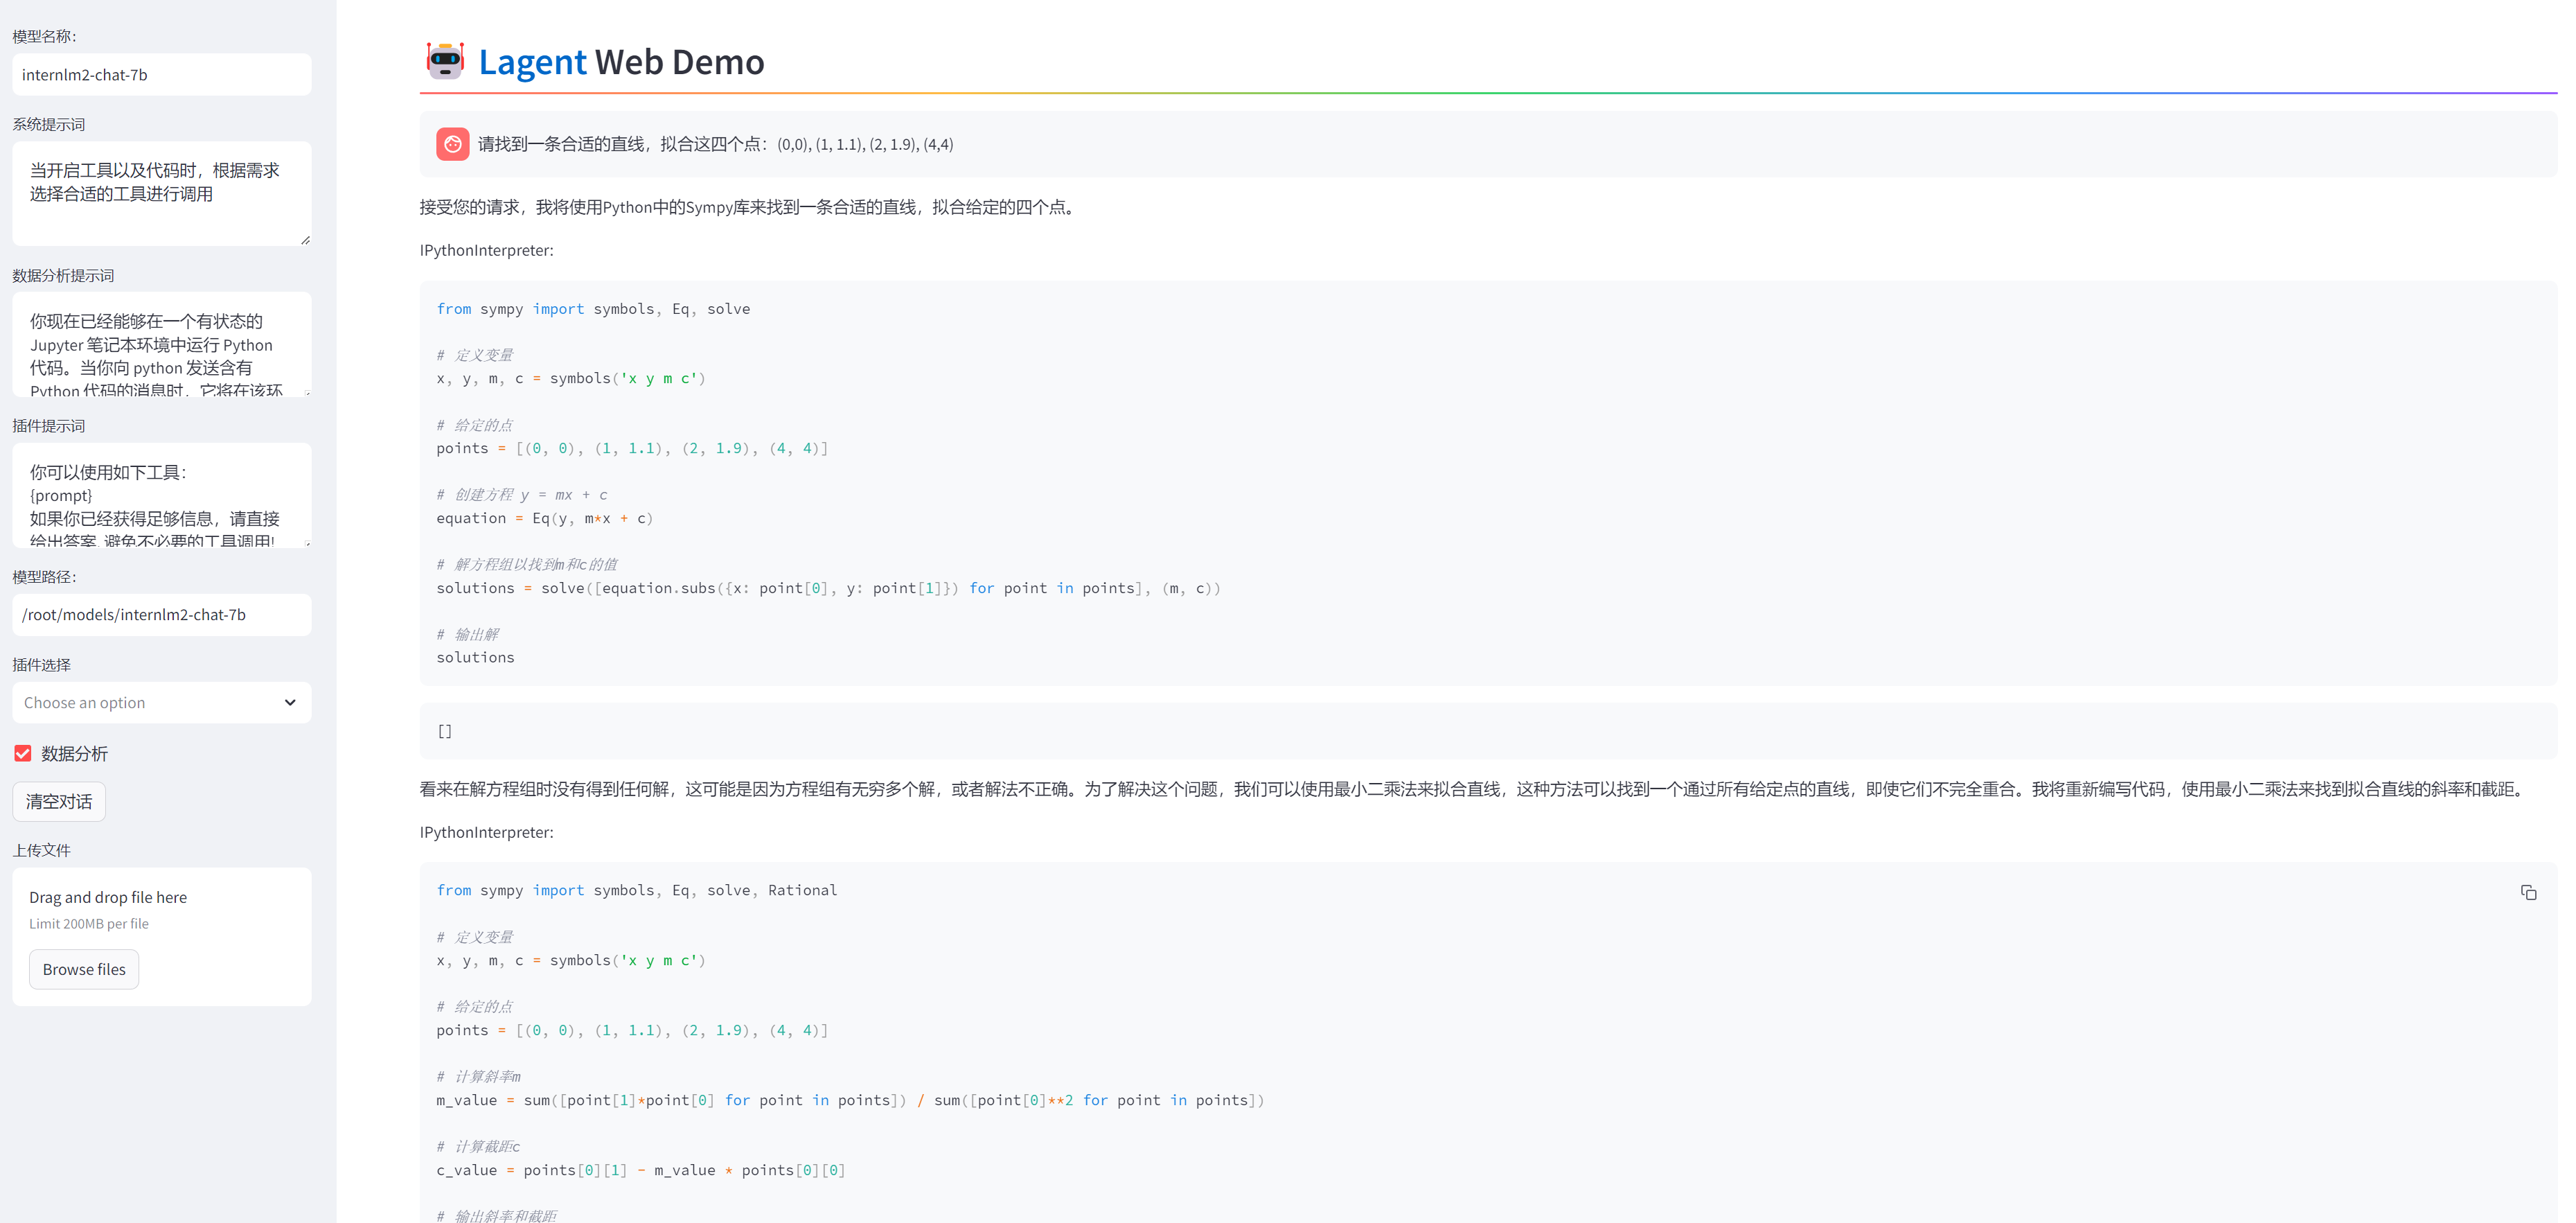 模型名称：
internlm2-chat-7b
系统提示词
当开启工具以及代码时，根据需求
选择合适的工具进行调用
数据分析提示词
你现在已经能够在一个有状态的
Jupyter 笔记本环境中运行 Python
代码。当你向 python 发送含有
Python 代码的消息时，它将在该环
插件提示词
你可以使用如下工具：
{prompt}
如果你已经获得足够信息，请直接
给出答案. 避免不必要的工具调用!
模型路径：
/root/models/internlm2-chat-7b
插件选择
Choose an option
数据分析
清空对话
上传文件
Drag and drop file here
Limit 200MB per file
Browse files
Lagent Web Demo
请找到一条合适的直线，拟合这四个点：(0,0), (1, 1.1), (2, 1.9), (4,4)
接受您的请求，我将使用Python中的Sympy库来找到一条合适的直线，拟合给定的四个点。
IPythonInterpreter:
from sympy import symbols, Eq, solve
# 定义变量
x, y, m, c = symbols('x y m c')
# 给定的点
points = [(0, 0), (1, 1.1), (2, 1.9), (4, 4)]
# 创建方程 y = mx + c
equation = Eq(y, m*x + c)
# 解方程组以找到m和c的值
solutions = solve([equation.subs({x: point[0], y: point[1]}) for point in points], (m, c))
# 输出解
solutions
[]
看来在解方程组时没有得到任何解，这可能是因为方程组有无穷多个解，或者解法不正确。为了解决这个问题，我们可以使用最小二乘法来拟合直线，这种方法可以找到一个通过所有给定点的直线，即使它们不完全重合。我将重新编写代码，使用最小二乘法来找到拟合直线的斜率和截距。
IPythonInterpreter:
from sympy import symbols, Eq, solve, Rational
# 定义变量
x, y, m, c = symbols('x y m c')
# 给定的点
points = [(0, 0), (1, 1.1), (2, 1.9), (4, 4)]
# 计算斜率m
m_value = sum([point[1]*point[0] for point in points]) / sum([point[0]**2 for point in points])
# 计算截距c
c_value = points[0][1] - m_value * points[0][0]
# 输出斜率和截距